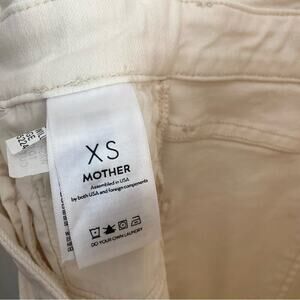 XS
MOTHER
Assembled in USA
by both USA and foreign components
DO YOUR OWN LAUNDRY